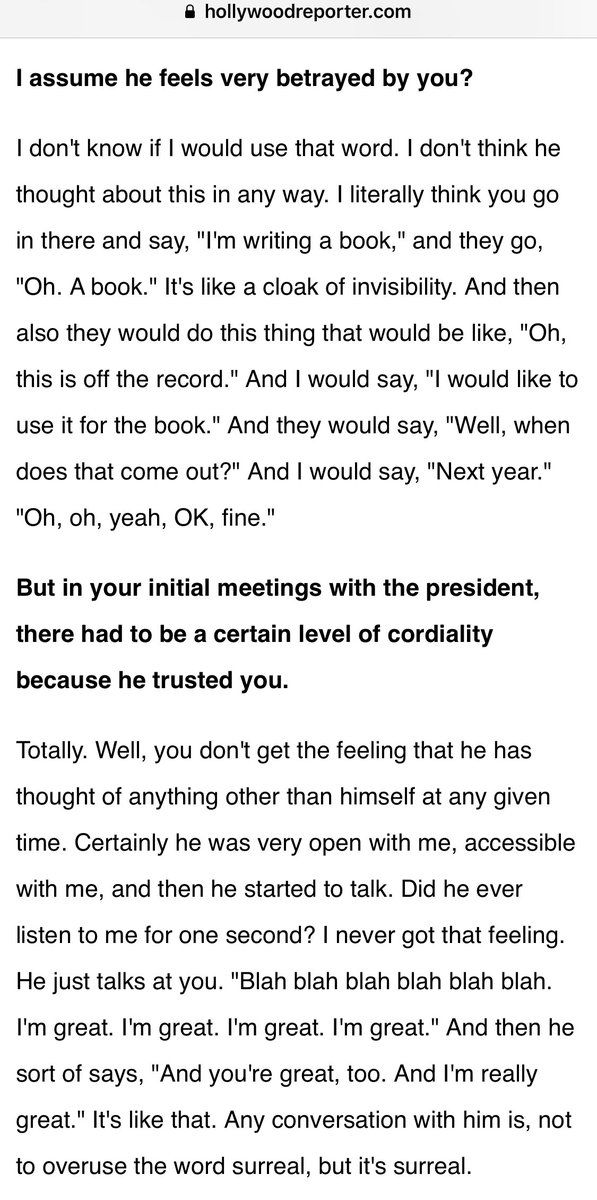 hollywoodreporter.com
I assume he feels very betrayed by you?
I don't know if I would use that word. I don't think he
thought about this in any way. I literally think you go
in there and say, "I'm writing a book," and they go,
"Oh. A book." It's like a cloak of invisibility. And then
also they would do this thing that would be like, "Oh,
this is off the record." And I would say, "I would like to
use it for the book." And they would say, "Well, when
does that come out?" And I would say, "Next year."
"Oh, oh, yeah, OK, fine."
But in your initial meetings with the president,
there had to be a certain level of cordiality
because he trusted you.
Totally. Well, you don't get the feeling that he has
thought of anything other than himself at any given
time. Certainly he was very open with me, accessible
with me, and then he started to talk. Did he ever
listen to me for one second? I never got that feeling.
He just talks at you. "Blah blah blah blah blah blah.
I'm great. I'm great. I'm great. I'm great." And then he
sort of says, "And you're great, too. And I'm really
great." It's like that. Any conversation with him is, not
to overuse the word surreal, but it's surreal.